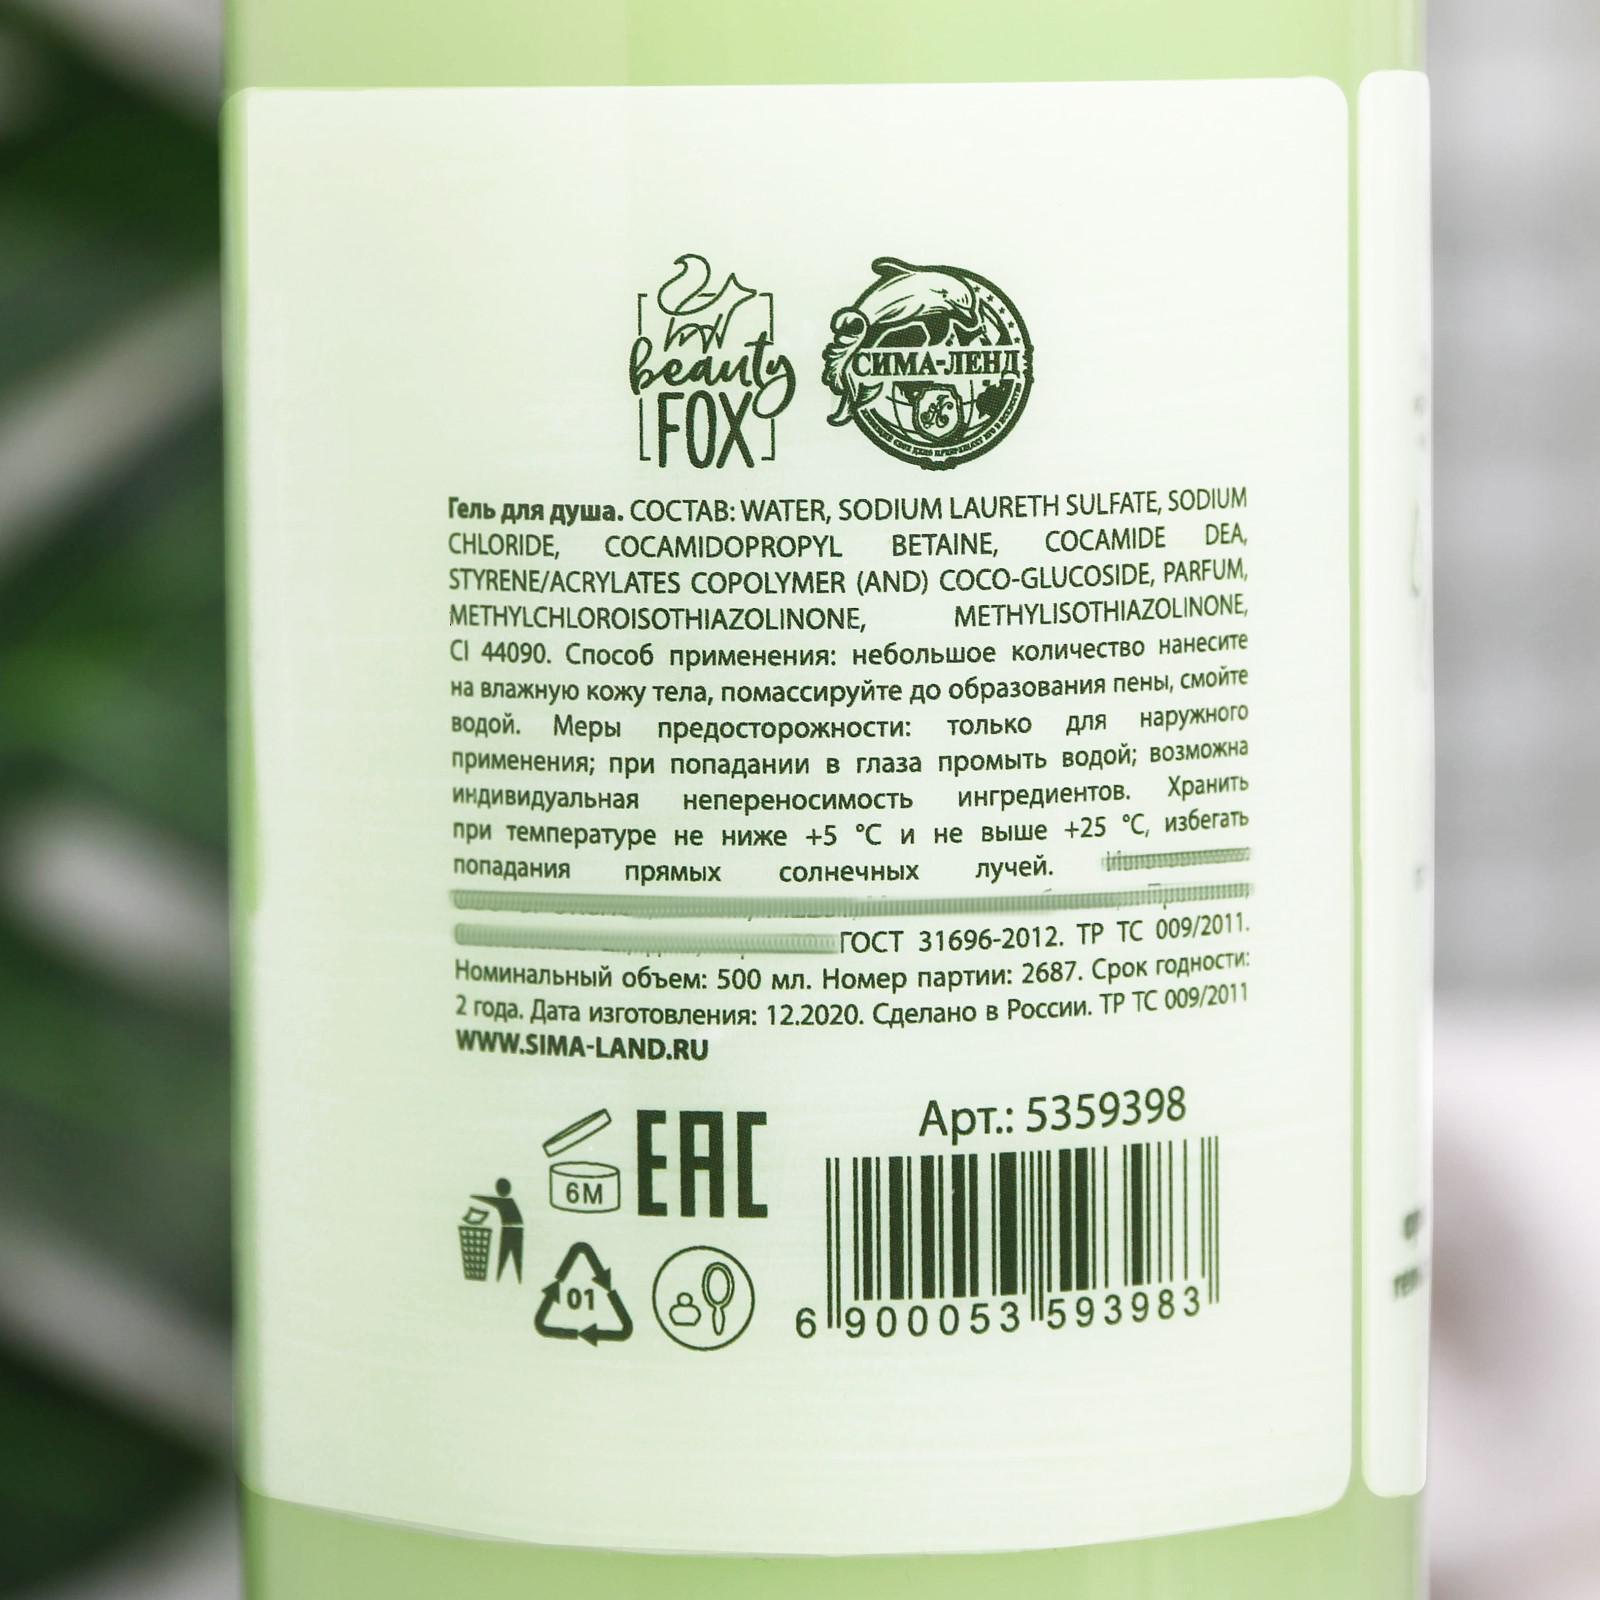 beauty
FOX
СИМА-ЛЕНД
Гель для душа. СОСТАВ: WATER, SODIUM LAURETH SULFATE, SODIUM
CHLORIDE, COCAMIDOPROPYL BETAINE, COCAMIDE DEA,
STYRENE/ACRYLATES COPOLYMER (AND) COCO-GLUCOSIDE, PARFUM,
METHYLCHLOROISOTHIAZOLINONE, METHYLISOTHIAZOLINONE,
CI 44090. Способ применения: небольшое количество нанесите
на влажную кожу тела, помассируйте до образования пены, смойте
водой. Меры предосторожности: только для наружного
применения; при попадании в глаза промыть водой; возможна
индивидуальная непереносимость ингредиентов. Хранить
при температуре не ниже +5 °С и не выше +25 °С, избегать
попадания прямых солнечных лучей.
ГОСТ 31696-2012. ТР ТС 009/2011.
Номинальный объем: 500 мл. Номер партии: 2687. Срок годности:
2 года. Дата изготовления: 12.2020. Сделано в России. ТР ТС 009/2011
WWW.SIMA-LAND.RU
Арт.: 5359398
6М
ЕАС
01
6 900053 593983